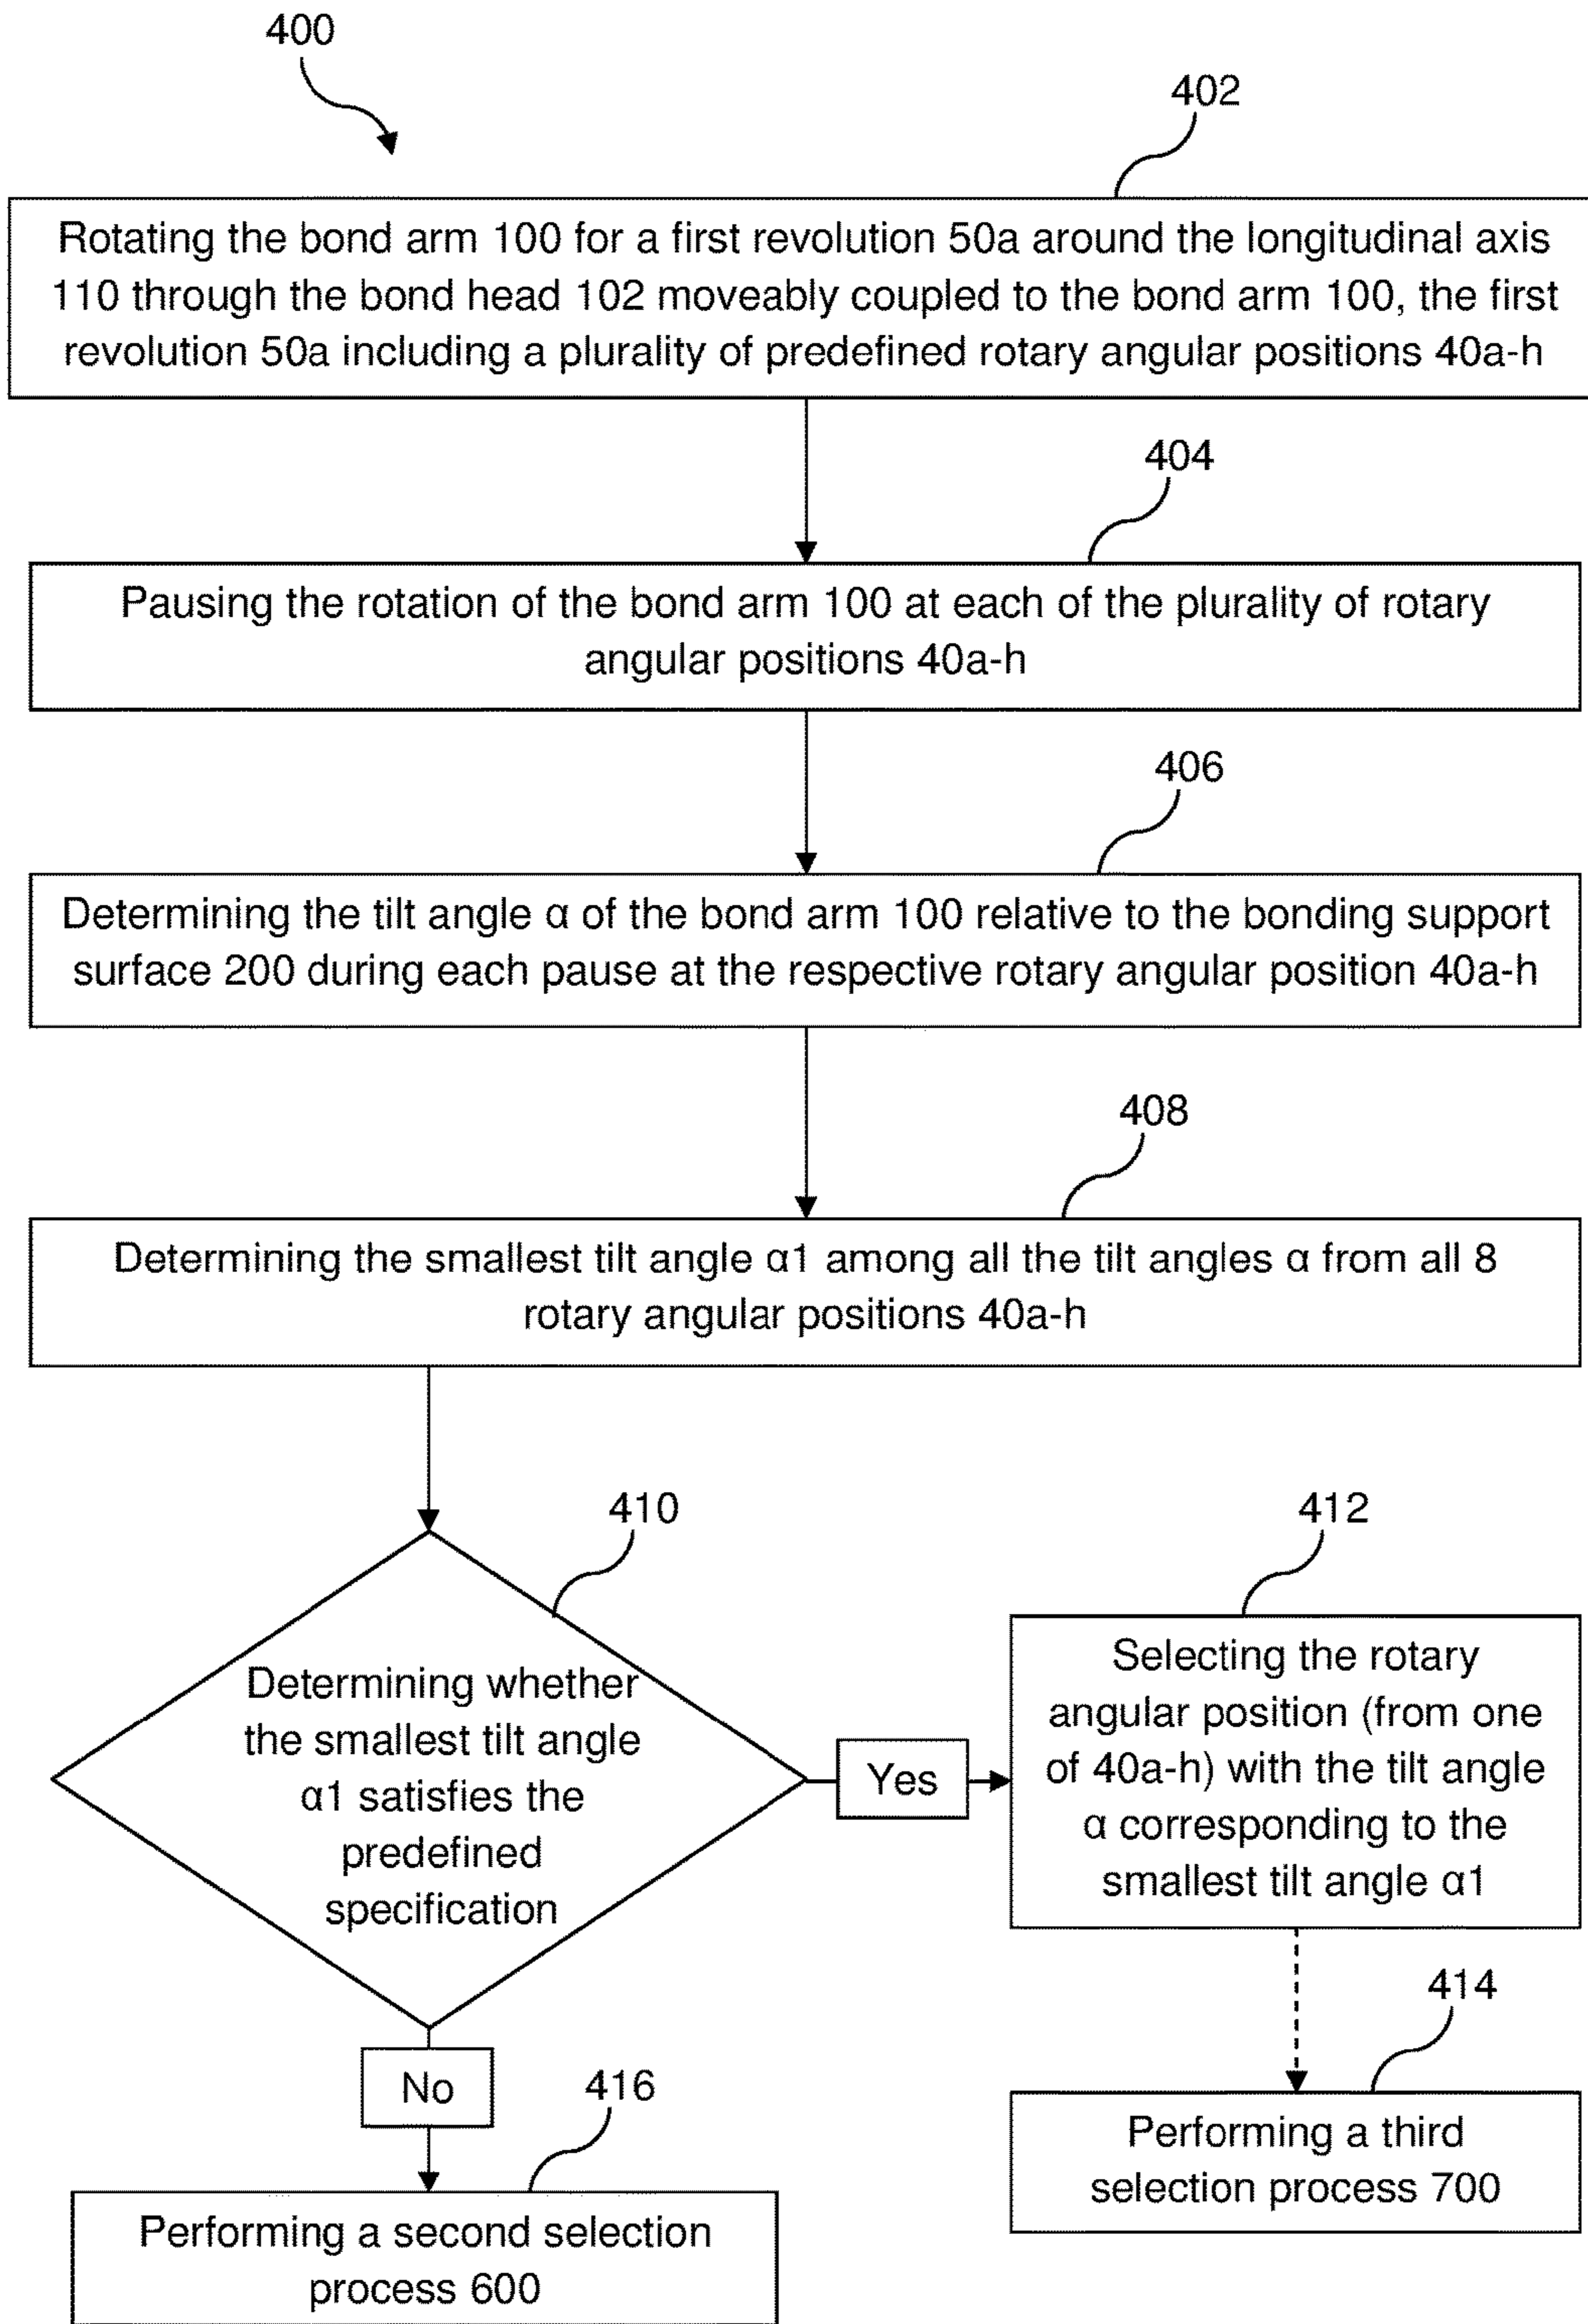 400
402
Rotating the bond arm 100 for a first revolution 50a around the longitudinal axis
110 through the bond head 102 moveably coupled to the bond arm 100, the first
revolution 50a including a plurality of predefined rotary angular positions 40a-h
404
Pausing the rotation of the bond arm 100 at each of the plurality of rotary
angular positions 40a-h
406
Determining the tilt angle α of the bond arm 100 relative to the bonding support
surface 200 during each pause at the respective rotary angular position 40a-h
408
Determining the smallest tilt angle α1 among all the tilt angles α from all 8
rotary angular positions 40a-h
410
Determining whether
the smallest tilt angle
α1 satisfies the
predefined
specification
Yes
412
Selecting the rotary
angular position (from one
of 40a-h) with the tilt angle
α corresponding to the
smallest tilt angle α1
414
Performing a third
selection process 700
No
416
Performing a second selection
process 600